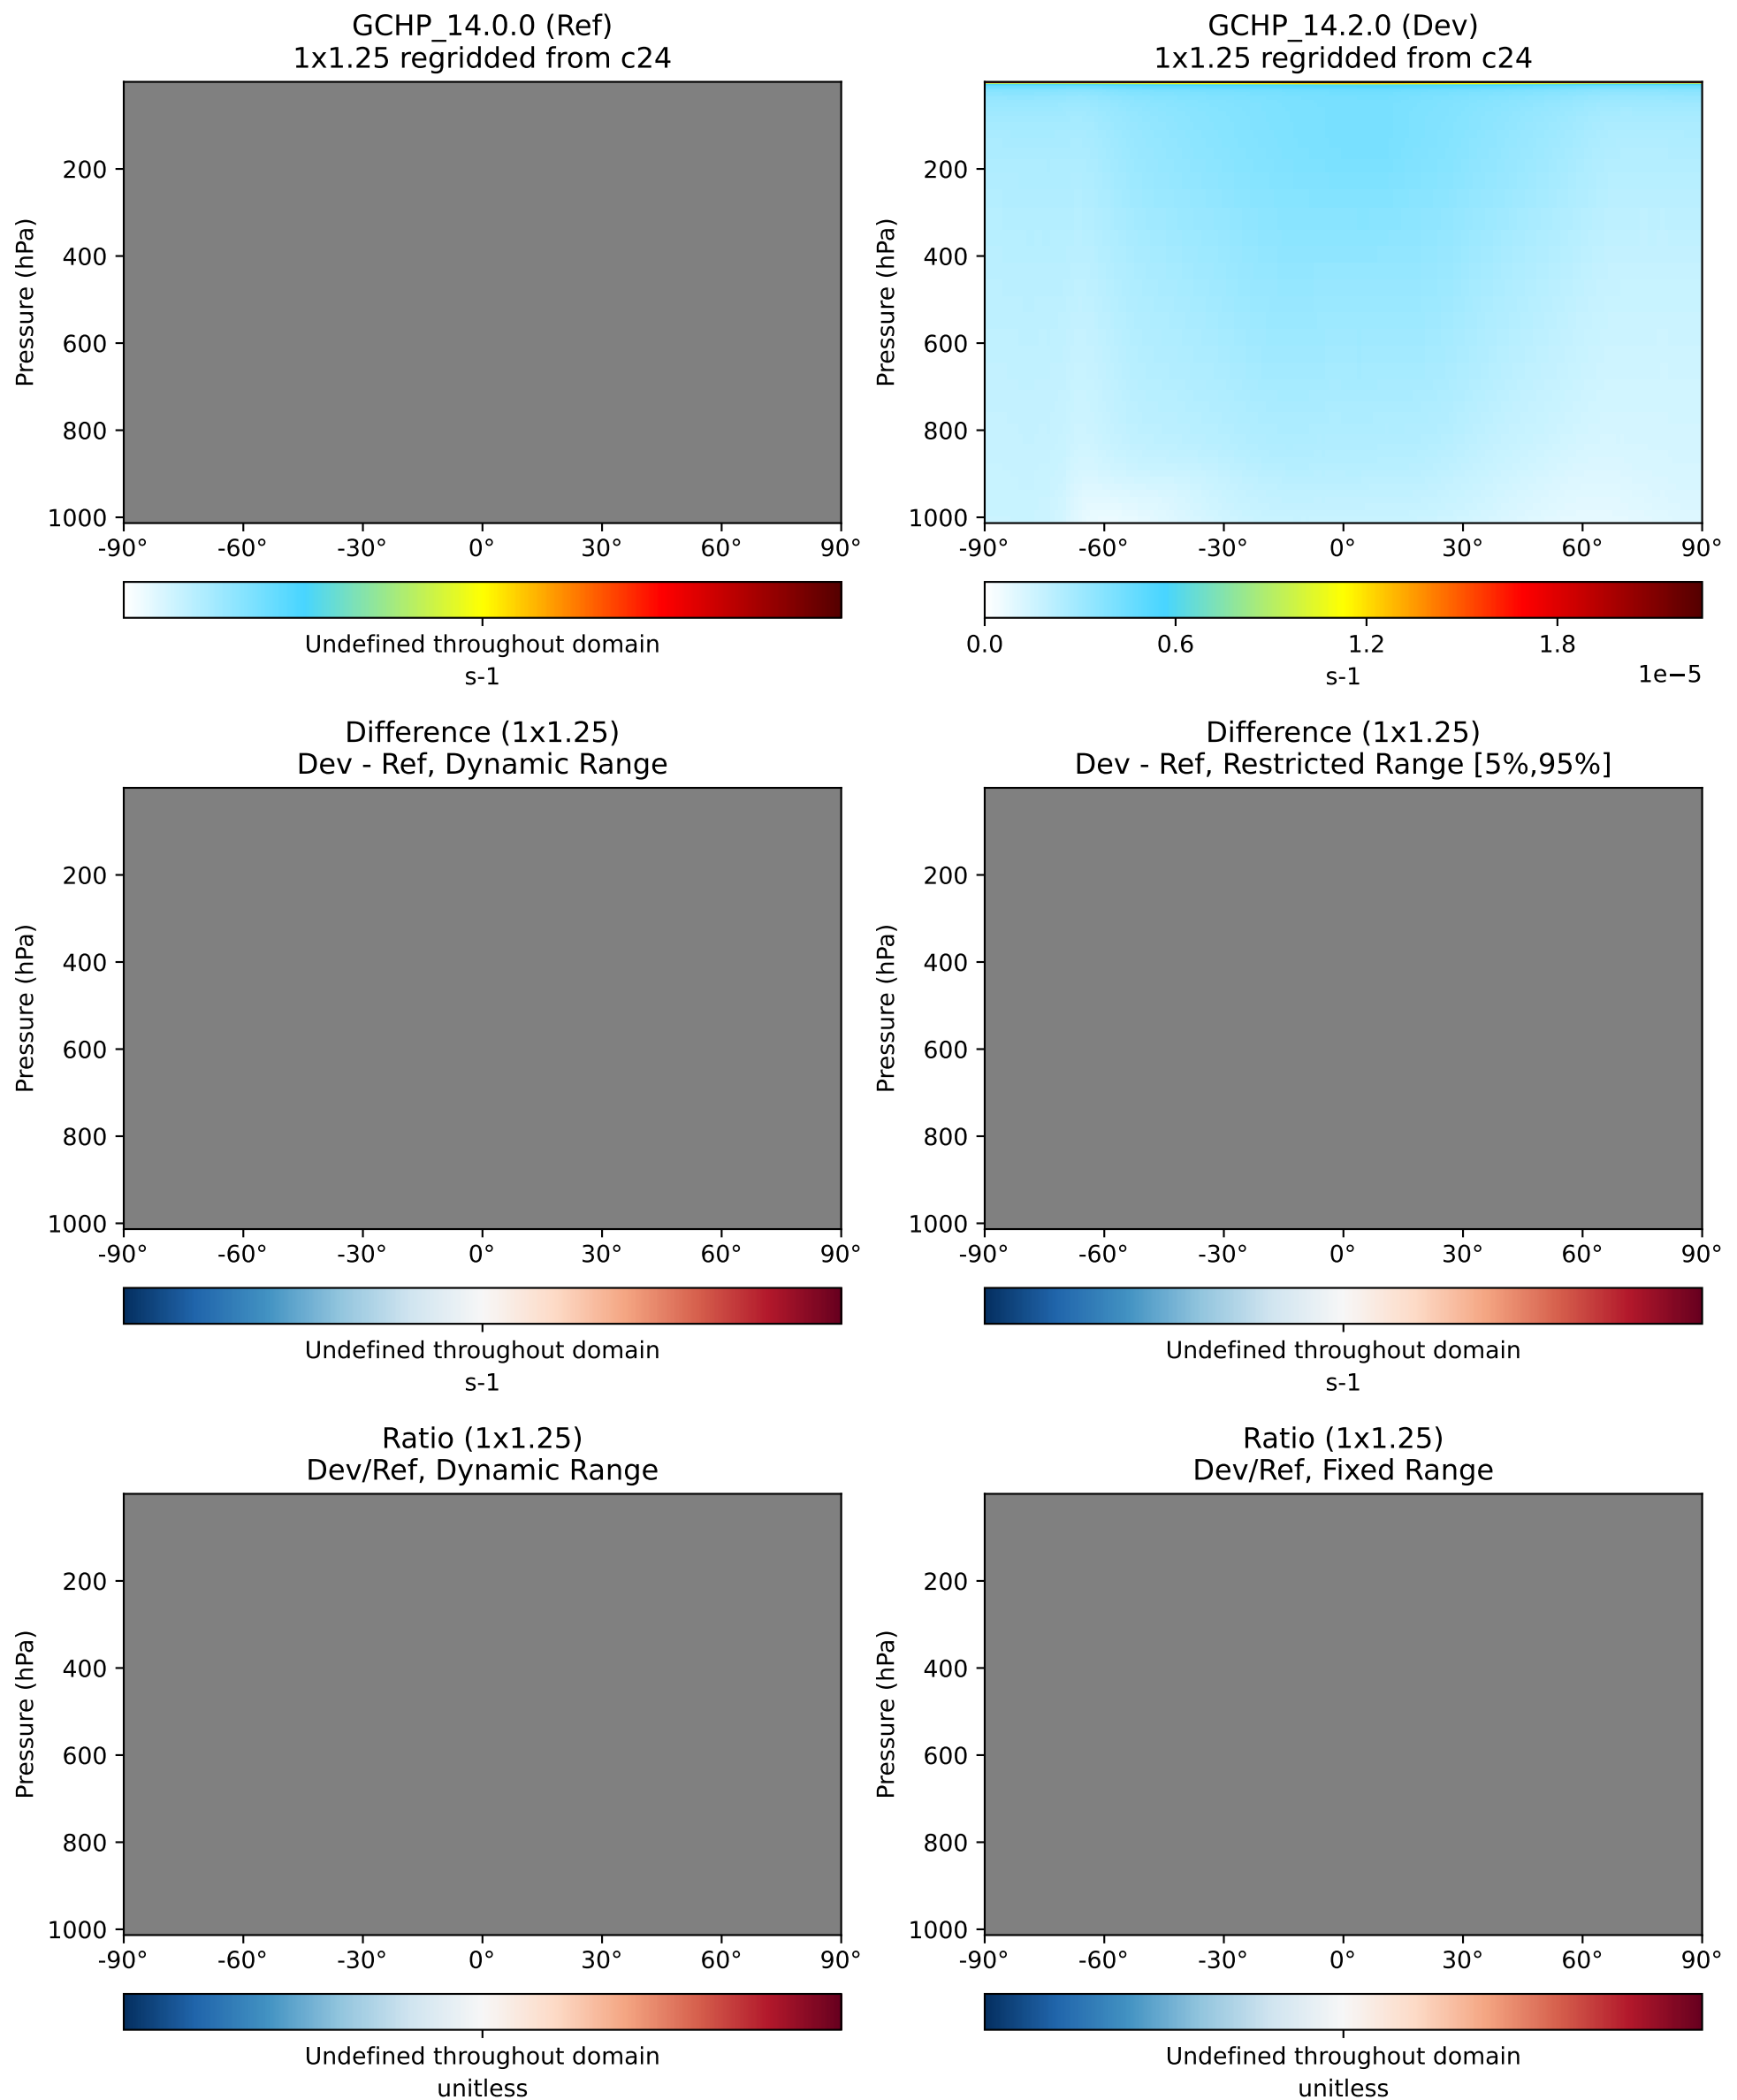 GCHP_14.0.0 (Ref)
1x1.25 regridded from c24
Pressure (hPa)
200
400
600
800
1000
-90° -60° -30° 0° 30° 60° 90°
Undefined throughout domain
s-1
GCHP_14.2.0 (Dev)
1x1.25 regridded from c24
Pressure (hPa)
200
400
600
800
1000
-90° -60° -30° 0° 30° 60° 90°
0.0 0.6 1.2 1.8
s-1
1e−5
Difference (1x1.25)
Dev - Ref, Dynamic Range
Pressure (hPa)
200
400
600
800
1000
-90° -60° -30° 0° 30° 60° 90°
Undefined throughout domain
s-1
Difference (1x1.25)
Dev - Ref, Restricted Range [5%,95%]
Pressure (hPa)
200
400
600
800
1000
-90° -60° -30° 0° 30° 60° 90°
Undefined throughout domain
s-1
Ratio (1x1.25)
Dev/Ref, Dynamic Range
Pressure (hPa)
200
400
600
800
1000
-90° -60° -30° 0° 30° 60° 90°
Undefined throughout domain
unitless
Ratio (1x1.25)
Dev/Ref, Fixed Range
Pressure (hPa)
200
400
600
800
1000
-90° -60° -30° 0° 30° 60° 90°
Undefined throughout domain
unitless